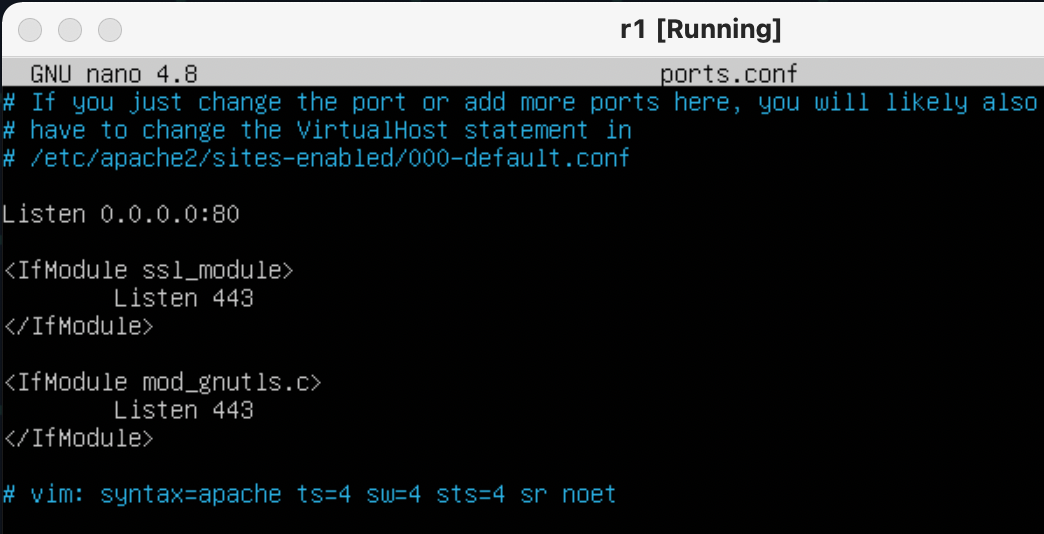 r1 [Running]
GNU nano 4.8 ports.conf
# If you just change the port or add more ports here, you will likely also
# have to change the VirtualHost statement in
# /etc/apache2/sites-enabled/000-default.conf
Listen 0.0.0.0:80
<IfModule ssl_module>
Listen 443
</IfModule>
<IfModule mod_gnutls.c>
Listen 443
</IfModule>
# vim: syntax=apache ts=4 sw=4 sts=4 sr noet